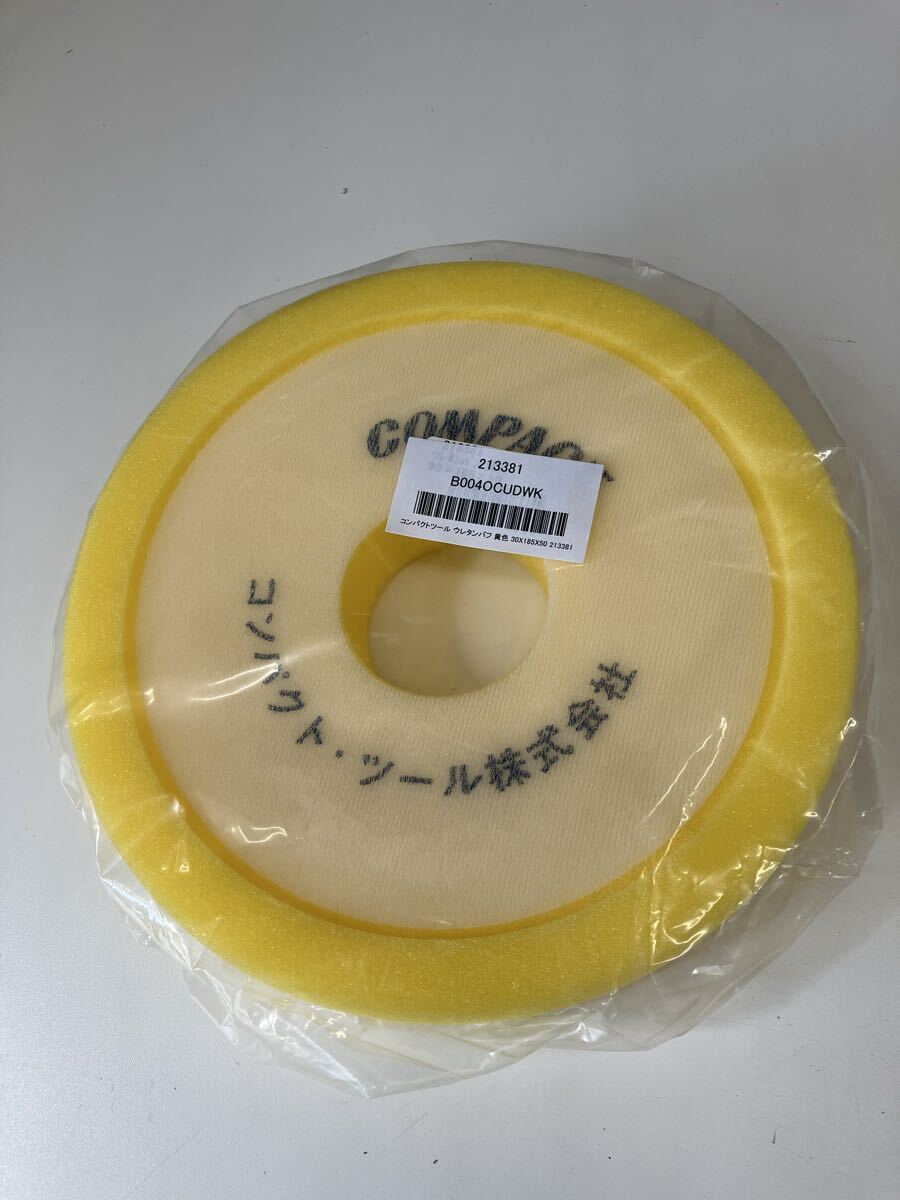 COMPACT
213381
B004OCUDWK
コンパクトツール ウレタンバフ 黄色 30X185X50 213381
コンパクト・ツール株式会社